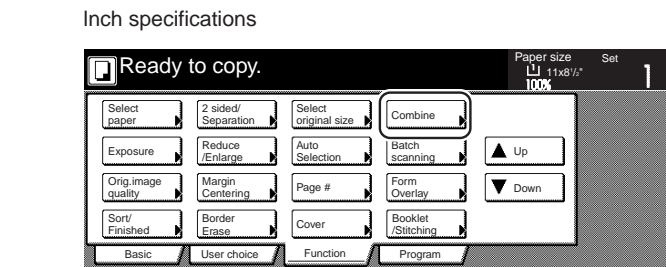 Inch specifications
Ready to copy.
Paper size
Set
11x8½"
100%
1
Select
paper
2 sided/
Separation
Select
original size
Combine
Exposure
Reduce
/Enlarge
Auto
Selection
Batch
scanning
Up
Orig.image
quality
Margin
Centering
Page #
Form
Overlay
Down
Sort/
Finished
Border
Erase
Cover
Booklet
/Stitching
Basic
User choice
Function
Program